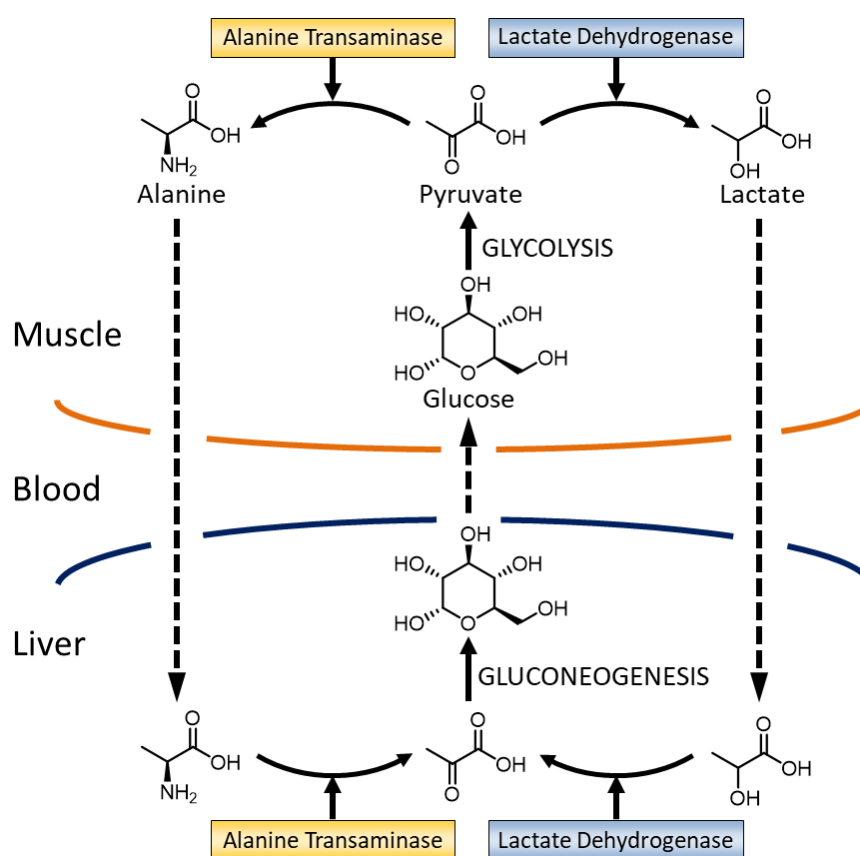 Alanine Transaminase
Lactate Dehydrogenase
O
OH
NH2
Alanine
O
OH
O
Pyruvate
O
OH
OH
Lactate
GLYCOLYSIS
OH
HO
OH
HO
O
OH
Glucose
Muscle
Blood
Liver
OH
HO
OH
HO
O
OH
GLUCONEOGENESIS
O
OH
NH2
O
OH
O
O
OH
OH
Alanine Transaminase
Lactate Dehydrogenase